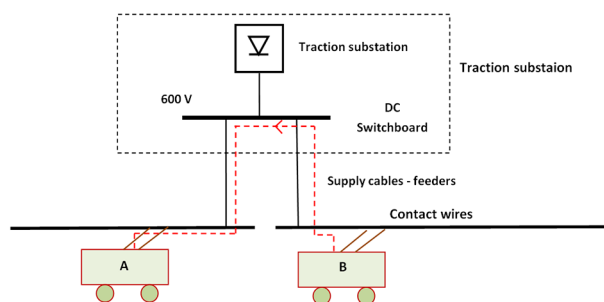 Traction substation
Traction substaion
600 V
DC
Switchboard
Supply cables - feeders
Contact wires
A
B